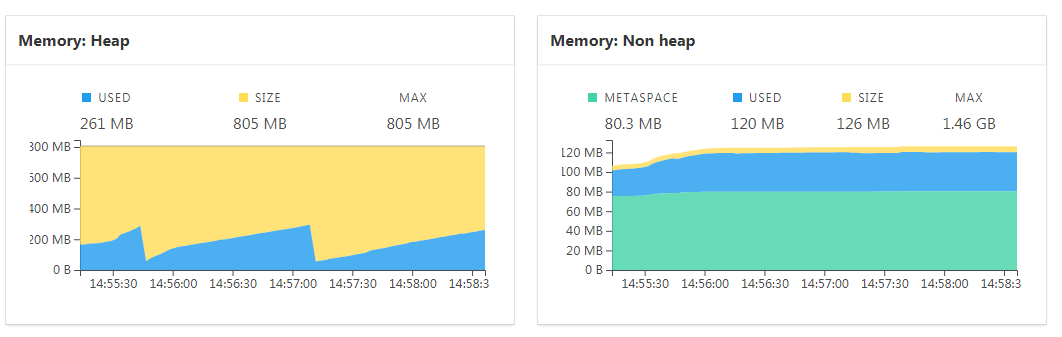 Memory: Heap
USED SIZE MAX
261 MB 805 MB 805 MB
800 MB
600 MB
400 MB
200 MB
0 B
14:55:30 14:56:00 14:56:30 14:57:00 14:57:30 14:58:00 14:58:3
Memory: Non heap
METASPACE USED SIZE MAX
80.3 MB 120 MB 126 MB 1.46 GB
120 MB
100 MB
80 MB
60 MB
40 MB
20 MB
0 B
14:55:30 14:56:00 14:56:30 14:57:00 14:57:30 14:58:00 14:58:3